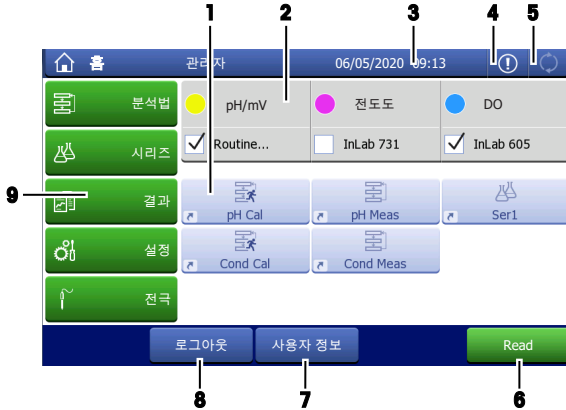 1 2 3 4 5
홈 관리자 06/05/2020 09:13
분석법 pH/mV 전도도 DO
시리즈 Routine... InLab 731 InLab 605
9 결과 pH Cal pH Meas Ser1
설정 Cond Cal Cond Meas
전극
로그아웃 사용자 정보 Read
8 7 6